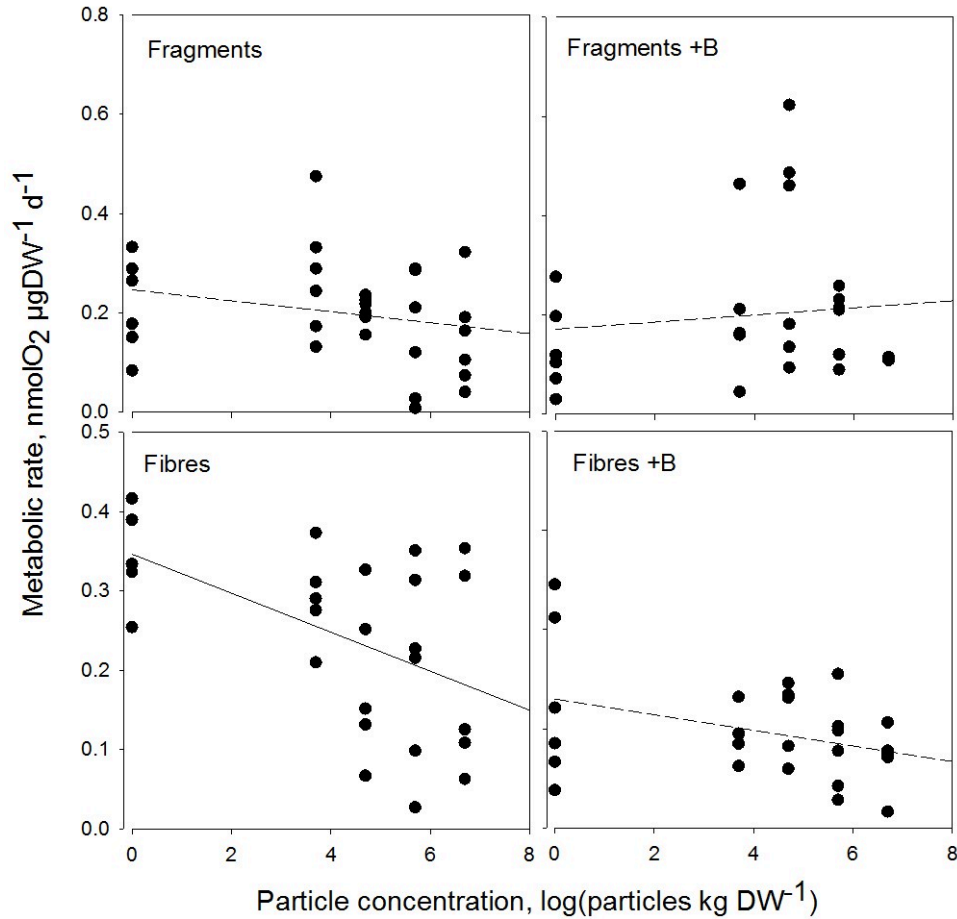 Metabolic rate, nmolO2 µgDW-1 d-1
Fragments
Fragments +B
0.8
0.6
0.4
0.2
0.0
Fibres
Fibres +B
0.5
0.4
0.3
0.2
0.1
0.0
0 2 4 6 8
0 2 4 6 8
Particle concentration, log(particles kg DW-1)